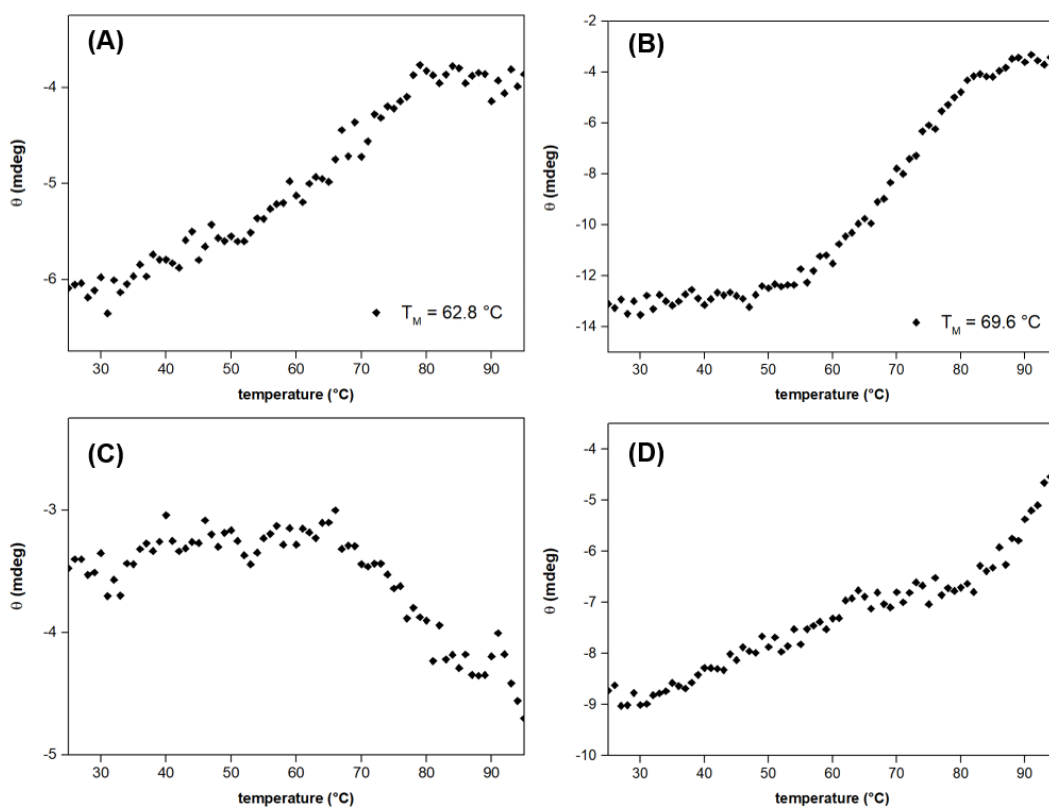 (A)
θ (mdeg)
-4
-5
-6
30 40 50 60 70 80 90
temperature (°C)
T_M = 62.8 °C
(B)
θ (mdeg)
-2
-4
-6
-8
-10
-12
-14
30 40 50 60 70 80 90
temperature (°C)
T_M = 69.6 °C
(C)
θ (mdeg)
-3
-4
-5
30 40 50 60 70 80 90
temperature (°C)
(D)
θ (mdeg)
-4
-5
-6
-7
-8
-9
-10
30 40 50 60 70 80 90
temperature (°C)